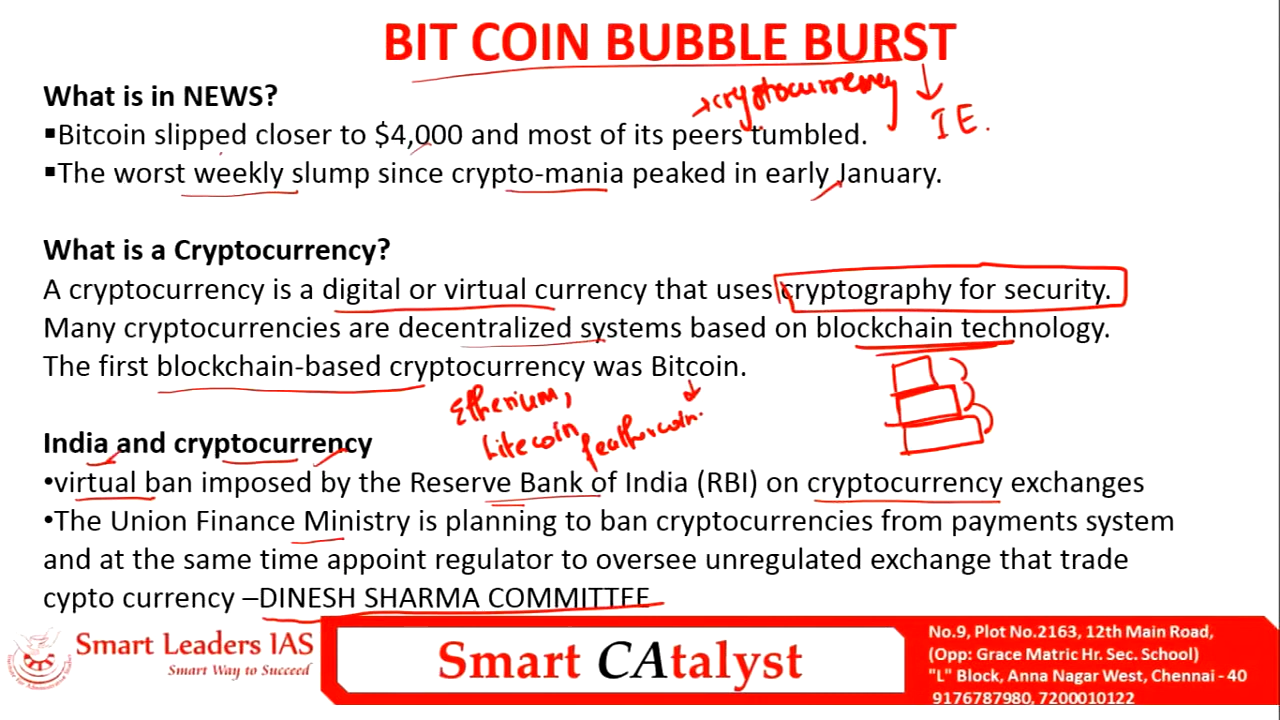 BIT COIN BUBBLE BURST
What is in NEWS?
cryptocurrency
I E.
▪Bitcoin slipped closer to $4,000 and most of its peers tumbled.
▪The worst weekly slump since crypto-mania peaked in early January.
What is a Cryptocurrency?
A cryptocurrency is a digital or virtual currency that uses cryptography for security.
Many cryptocurrencies are decentralized systems based on blockchain technology.
The first blockchain-based cryptocurrency was Bitcoin.
Etherium,
Litecoin feathercoin.
India and cryptocurrency
•virtual ban imposed by the Reserve Bank of India (RBI) on cryptocurrency exchanges
•The Union Finance Ministry is planning to ban cryptocurrencies from payments system
and at the same time appoint regulator to oversee unregulated exchange that trade
cypto currency –DINESH SHARMA COMMITTEE
Smart Leaders IAS
Smart Way to Succeed
Smart CAtalyst
No.9, Plot No.2163, 12th Main Road,
(Opp: Grace Matric Hr. Sec. School)
"L" Block, Anna Nagar West, Chennai - 40
9176787980, 7200010122